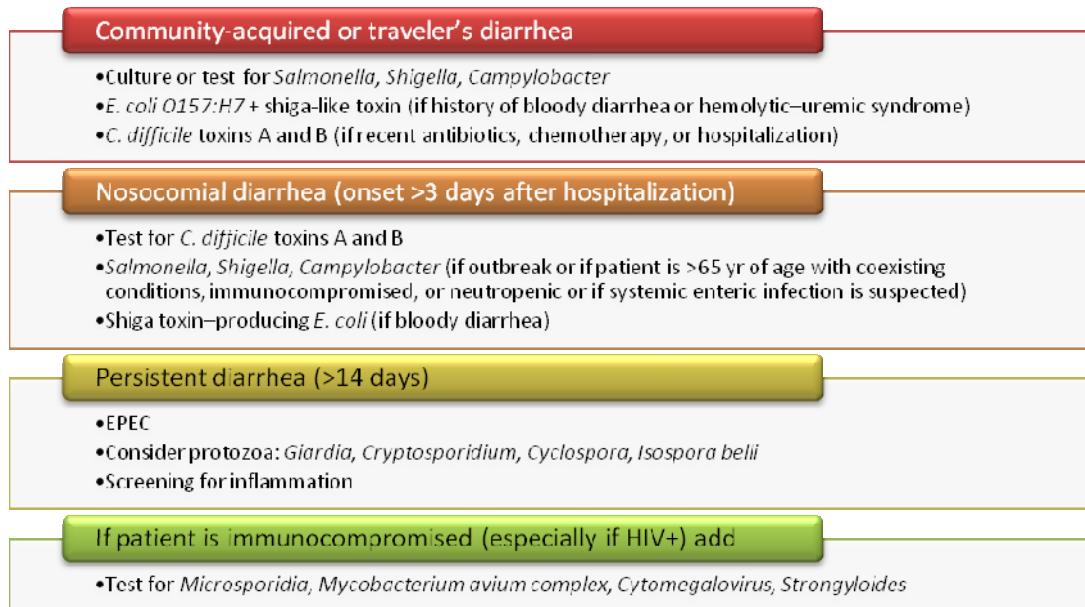 Community-acquired or traveler's diarrhea
•Culture or test for Salmonella, Shigella, Campylobacter
•E. coli O157:H7 + shiga-like toxin (if history of bloody diarrhea or hemolytic–uremic syndrome)
•C. difficile toxins A and B (if recent antibiotics, chemotherapy, or hospitalization)
Nosocomial diarrhea (onset >3 days after hospitalization)
•Test for C. difficile toxins A and B
•Salmonella, Shigella, Campylobacter (if outbreak or if patient is >65 yr of age with coexisting
conditions, immunocompromised, or neutropenic or if systemic enteric infection is suspected)
•Shiga toxin–producing E. coli (if bloody diarrhea)
Persistent diarrhea (>14 days)
•EPEC
•Consider protozoa: Giardia, Cryptosporidium, Cyclospora, Isospora belii
•Screening for inflammation
If patient is immunocompromised (especially if HIV+) add
•Test for Microsporidia, Mycobacterium avium complex, Cytomegalovirus, Strongyloides